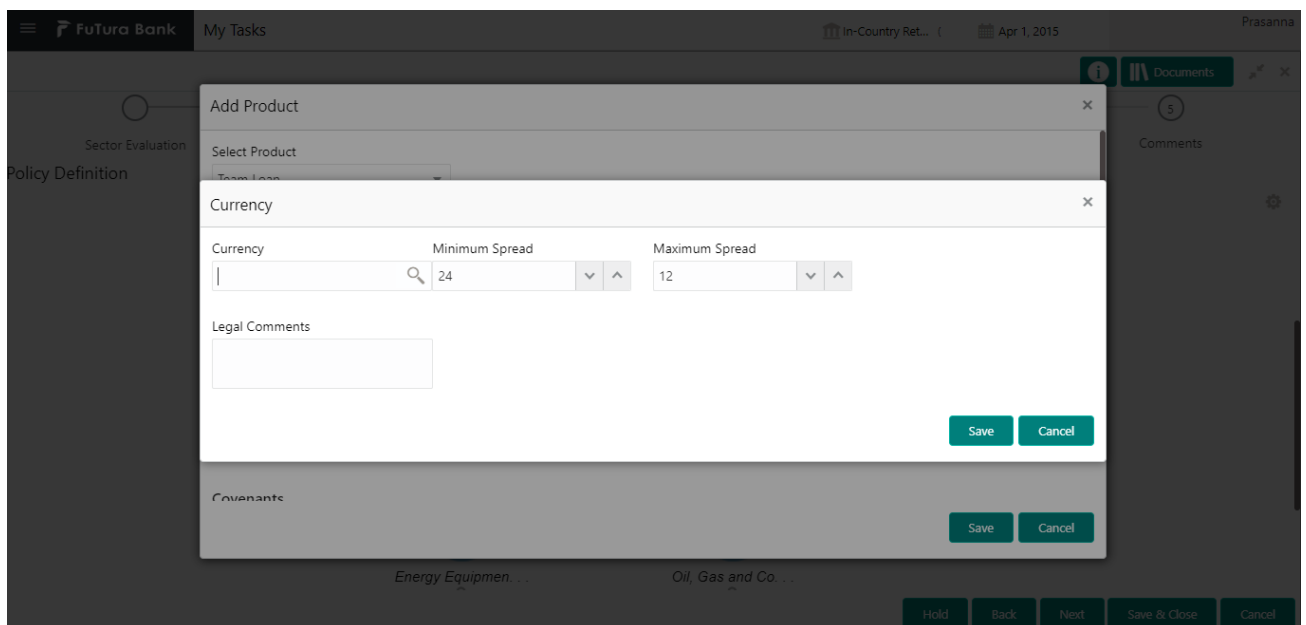 FuTura Bank My Tasks In-Country Ret... ( Apr 1, 2015 Prasanna
i Documents
Add Product
5
Sector Evaluation Select Product Comments
Policy Definition
Team Loan
Currency
Currency Minimum Spread Maximum Spread
24 12
Legal Comments
Save Cancel
Covenants
Save Cancel
Energy Equipmen. . . Oil, Gas and Co. . .
Hold Back Next Save & Close Cancel